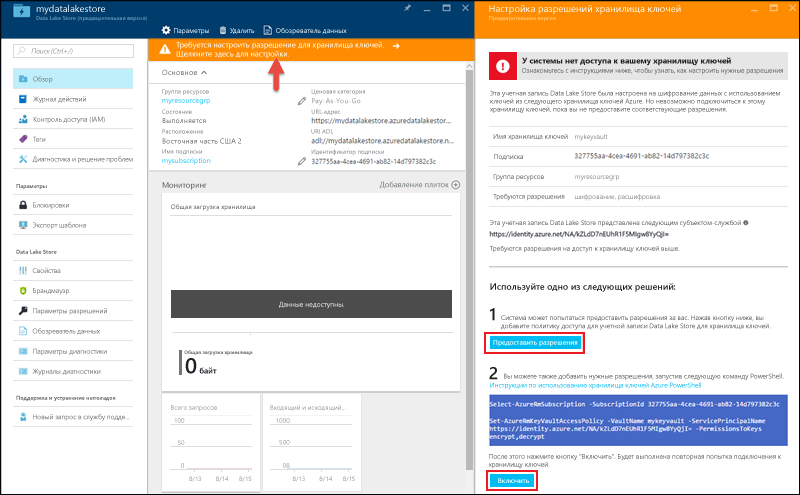 mydatalakestore
Data Lake Store (предварительная версия)
Параметры
Удалить
Обозреватель данных
Поиск (Ctrl+/)
Обзор
Журнал действий
Контроль доступа (IAM)
Теги
Диагностика и решение проблем
Параметры
Блокировки
Экспорт шаблона
Data Lake Store
Свойства
Брандмауэр
Параметры разрешений
Обозреватель данных
Параметры диагностики
Журналы диагностики
Поддержка и устранение неполадок
Новый запрос в службу подде...
Требуется настроить разрешение для хранилища ключей.
Щелкните здесь для настройки.
Основное
Группа ресурсов
myresourcegrp
Состояние
Выполняется
Расположение
Восточная часть США 2
Имя подписки
mysubscription
Ценовая категория
Pay-As-You-Go
URL-адрес
https://mydatalakestore.azuredatalakestor...
URI ADL
adl://mydatalakestore.azuredatalakestore.n...
Идентификатор подписки
327755aa-4cea-4691-ab82-14d797382c3c
Мониторинг
Добавление плиток
Общая загрузка хранилища
Данные недоступны.
Общая загрузка хранилища
0 байт
Всего запросов
100
50
0
8/13 8/14 8/15
Входящий и исходящий...
1000
500
0B
8/13 8/14 8/15
Настройка разрешений хранилища ключей
Предварительная версия
У системы нет доступа к вашему хранилищу ключей
Ознакомьтесь с инструкциями ниже, чтобы узнать, как настроить нужные разрешения
Эта учетная запись Data Lake Store была настроена на шифрование данных с использованием
ключей из следующего хранилища ключей Azure. Но невозможно подключиться к этому
хранилищу ключей, пока вы не предоставите соответствующие разрешения.
Имя хранилища ключей mykeyvault
Подписка 327755aa-4cea-4691-ab82-14d797382c3c
Группа ресурсов myresourcegrp
Требуются разрешения шифрование, расшифровка
Эта учетная запись Data Lake Store представлена следующим субъектом-службой
https://identity.azure.net/NA/kZLdD7nEUhR1F5MIgw8YyQjI=
Требуются разрешения на доступ к хранилищу ключей выше.
Используйте одно из следующих решений:
1 Система может попытаться предоставить разрешения за вас. Нажав кнопку ниже, вы
добавите политику доступа для учетной записи Data Lake Store для хранилища ключей.
Предоставить разрешения
2 Вы можете также добавить нужные разрешения, запустив следующую команду PowerShell.
Инструкции по использованию хранилища ключей Azure PowerShell
Select-AzureRmSubscription -SubscriptionId 327755aa-4cea-4691-ab82-14d797382c3c
Set-AzureRmKeyVaultAccessPolicy -VaultName mykeyvault -ServicePrincipalName
https://identity.azure.net/NA/kZLdD7nEUhR1F5MIgw8YyQjI= -PermissionsToKeys
encrypt,decrypt
После этого нажмите кнопку "Включить". Будет выполнена повторная попытка подключения к
хранилищу ключей.
Включить